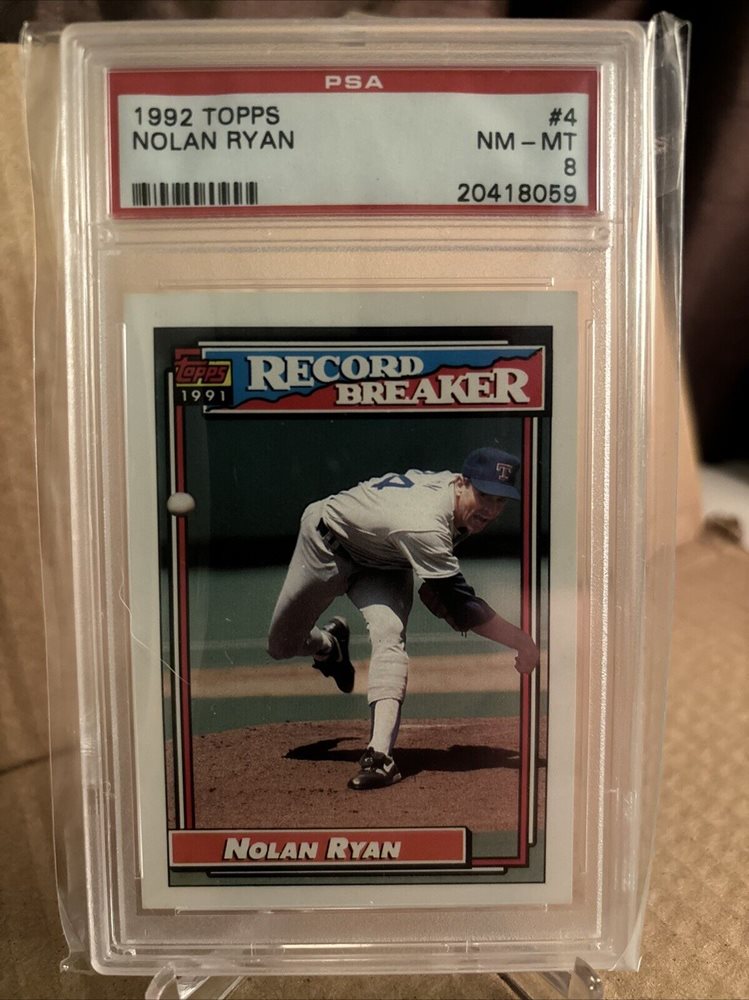 PSA
1992 TOPPS #4
NOLAN RYAN NM - MT
8
20418059
TOPPS
1991
RECORD
BREAKER
T
NOLAN RYAN